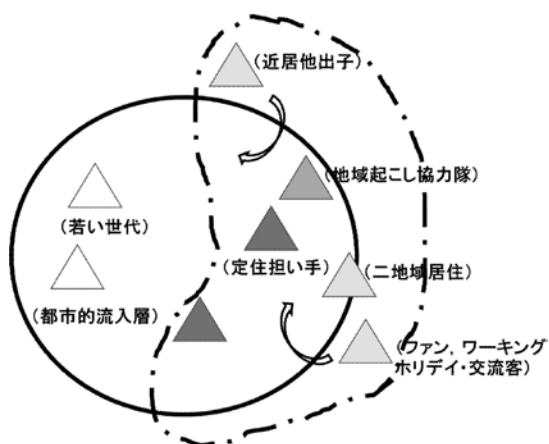 (近居他出子)
(地域起こし協力隊)
(若い世代)
(定住担い手)
(二地域居住)
(都市的流入層)
(ファン, ワーキング
ホリデイ・交流客)